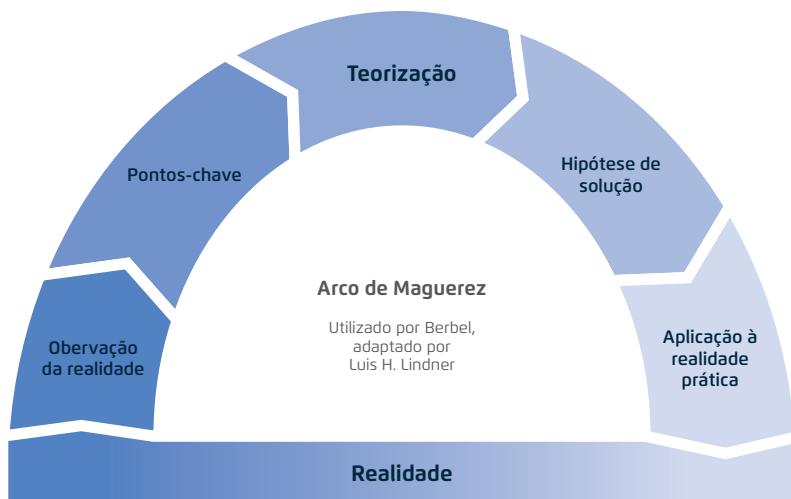 Teorização
Pontos-chave
Hipótese de
solução
Arco de Maguerez
Utilizado por Berbel,
adaptado por
Luis H. Lindner
Obervação
da realidade
Aplicação à
realidade
prática
Realidade